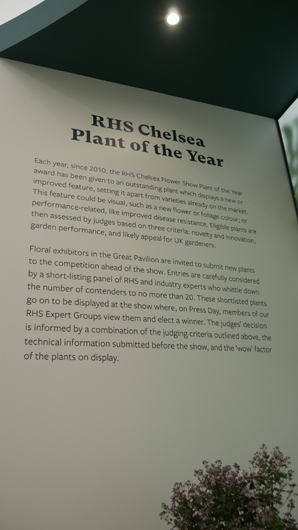 RHS Chelsea
Plant of the Year
Each year, since 2010, the RHS Chelsea Flower Show Plant of the Year
award has been given to an outstanding plant which displays a new or
improved feature, setting it apart from varieties already on the market.
This feature could be visual, such as a new flower or foliage colour; or
performance-related, like improved disease resistance. Eligible plants are
then assessed by judges based on three criteria: novelty and innovation,
garden performance, and likely appeal for UK gardeners.
Floral exhibitors in the Great Pavilion are invited to submit new plants
to the competition ahead of the show. Entries are carefully considered
by a short-listing panel of RHS and industry experts who whittle down
the number of contenders to no more than 20. These shortlisted plants
go on to be displayed at the show where, on Press Day, members of our
RHS Expert Groups view them and elect a winner. The judges' decision
is informed by a combination of the judging criteria outlined above, the
technical information submitted before the show, and the 'wow' factor
of the plants on display.